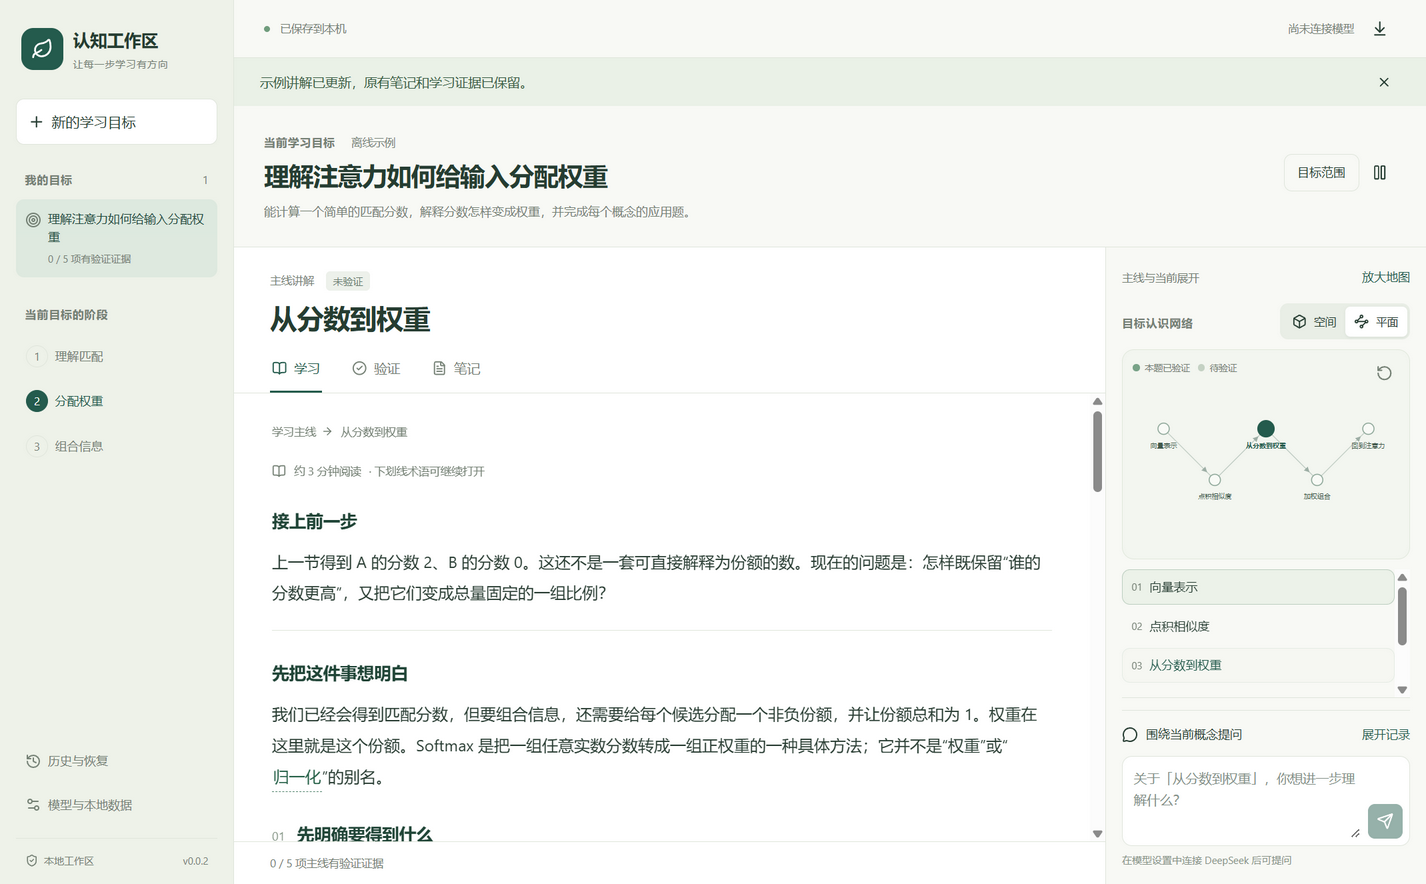 认知工作区
让每一步学习有方向
新的学习目标
我的目标 1
理解注意力如何给输入分配权
重
0 / 5 项有验证证据
当前目标的阶段
1 理解匹配
2 分配权重
3 组合信息
历史与恢复
模型与本地数据
本地工作区 v0.0.2
已保存到本机
尚未连接模型
示例讲解已更新，原有笔记和学习证据已保留。
当前学习目标 离线示例
理解注意力如何给输入分配权重
能计算一个简单的匹配分数，解释分数怎样变成权重，并完成每个概念的应用题。
目标范围
主线讲解 未验证
从分数到权重
学习 验证 笔记
学习主线 → 从分数到权重
约 3 分钟阅读 · 下划线术语可继续打开
接上前一步
上一节得到 A 的分数 2、B 的分数 0。这还不是一套可直接解释为份额的数。现在的问题是：怎样既保留“谁的
分数更高”，又把它们变成总量固定的一组比例？
先把这件事想明白
我们已经会得到匹配分数，但要组合信息，还需要给每个候选分配一个非负份额，并让份额总和为 1。权重在
这里就是这个份额。Softmax 是把一组任意实数分数转成一组正权重的一种具体方法；它并不是“权重”或“
归一化”的别名。
01 先明确要得到什么
0 / 5 项主线有验证证据
主线与当前展开 放大地图
目标认识网络 空间 平面
本题已验证 待验证
向量表示 从分数到权重 回到注意力
点积相似度 加权组合
01 向量表示
02 点积相似度
03 从分数到权重
围绕当前概念提问 展开记录
关于「从分数到权重」，你想进一步理
解什么？
在模型设置中连接 DeepSeek 后可提问